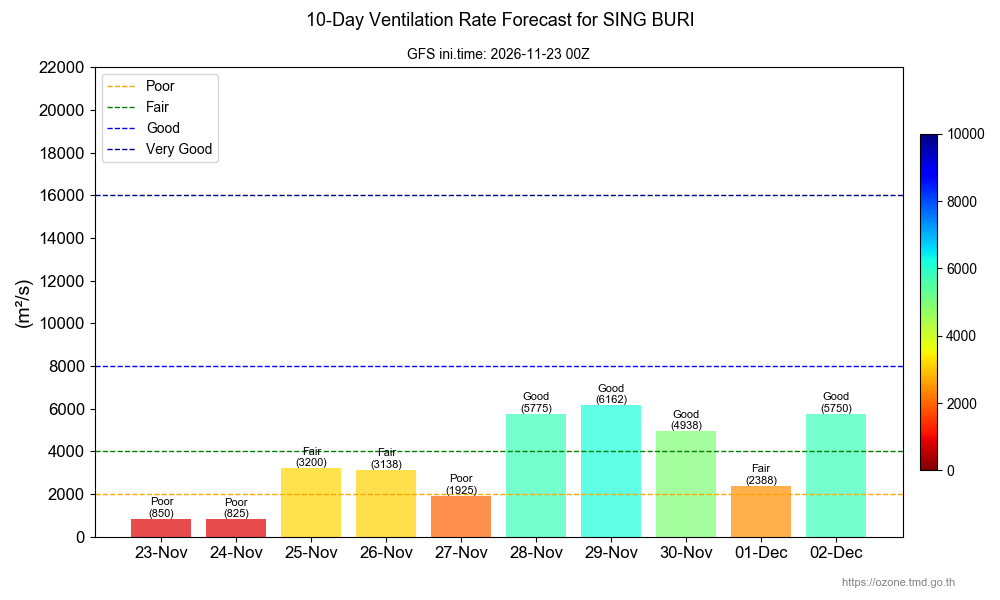 10-Day Ventilation Rate Forecast for SING BURI
GFS ini.time: 2026-11-23 00Z
(m²/s)
22000
20000
18000
16000
14000
12000
10000
8000
6000
4000
2000
0
Poor
Fair
Good
Very Good
Poor
(850)
Poor
(825)
Fair
(3200)
Fair
(3138)
Poor
(1925)
Good
(5775)
Good
(6162)
Good
(4938)
Fair
(2388)
Good
(5750)
23-Nov 24-Nov 25-Nov 26-Nov 27-Nov 28-Nov 29-Nov 30-Nov 01-Dec 02-Dec
10000
8000
6000
4000
2000
0
https://ozone.tmd.go.th